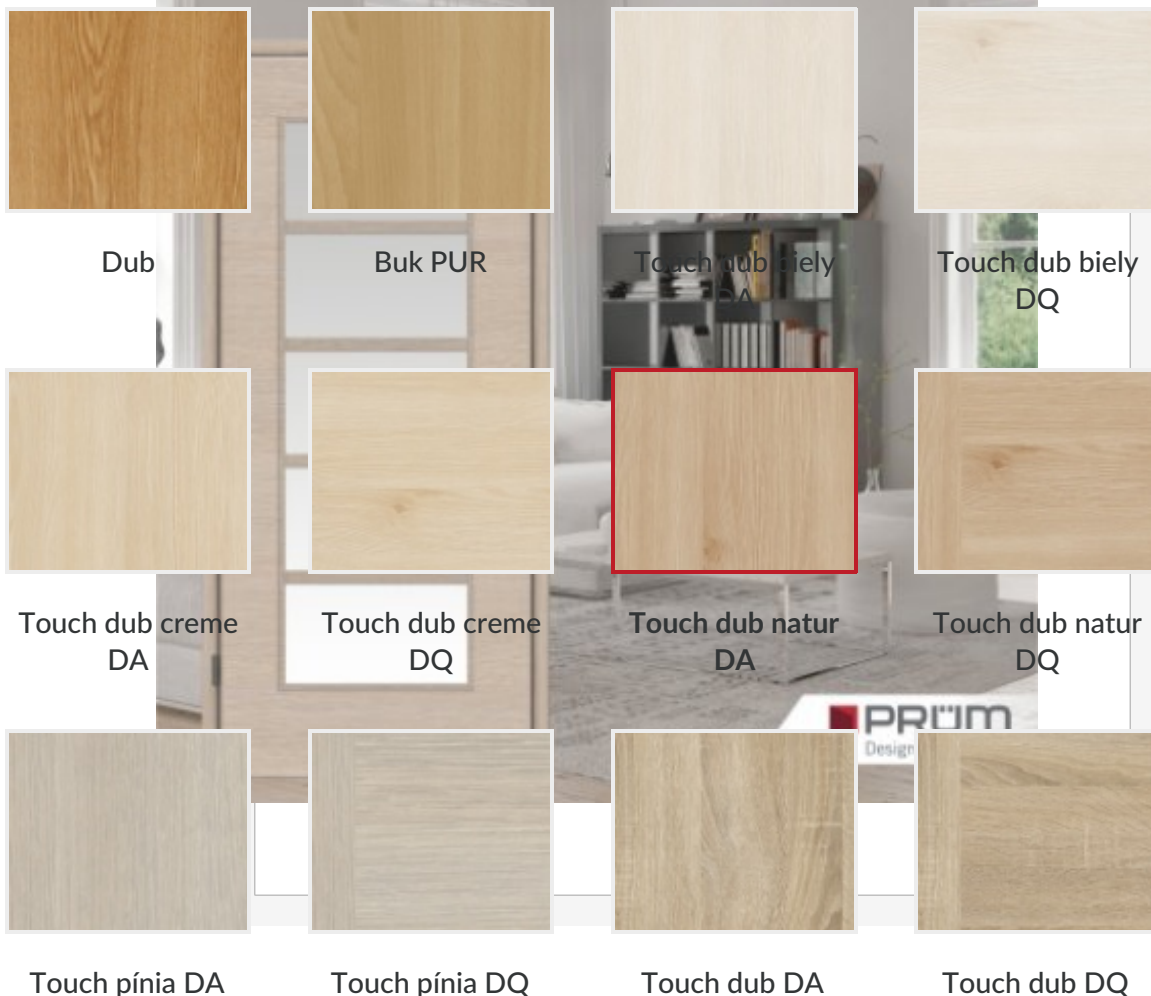 Dub
Buk PUR
Touch dub biely
DA
Touch dub biely
DQ
Touch dub creme
DA
Touch dub creme
DQ
Touch dub natur
DA
Touch dub natur
DQ
PRÜM
Design
Touch pínia DA
Touch pínia DQ
Touch dub DA
Touch dub DQ